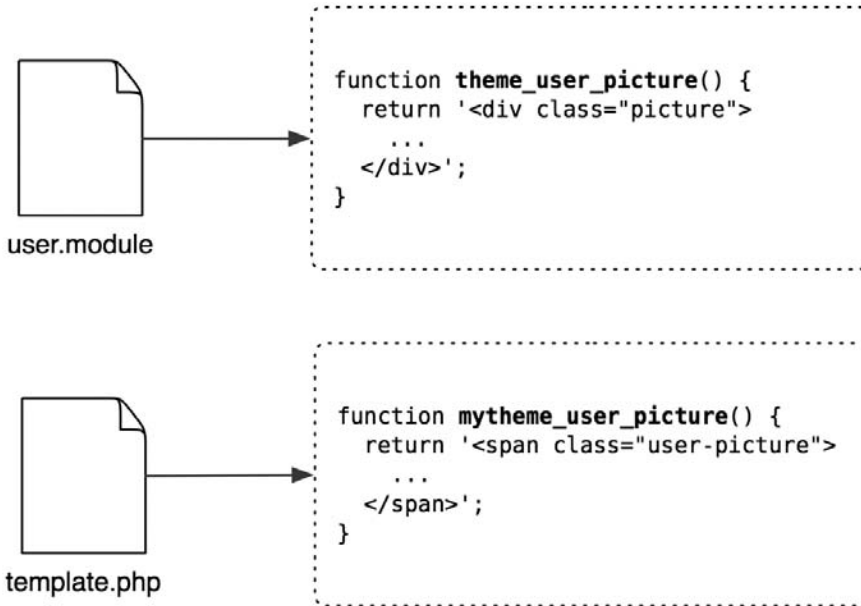 function theme_user_picture() {
return '<div class="picture">
...
</div>';
}
user.module
function mytheme_user_picture() {
return '<span class="user-picture">
...
</span>';
}
template.php